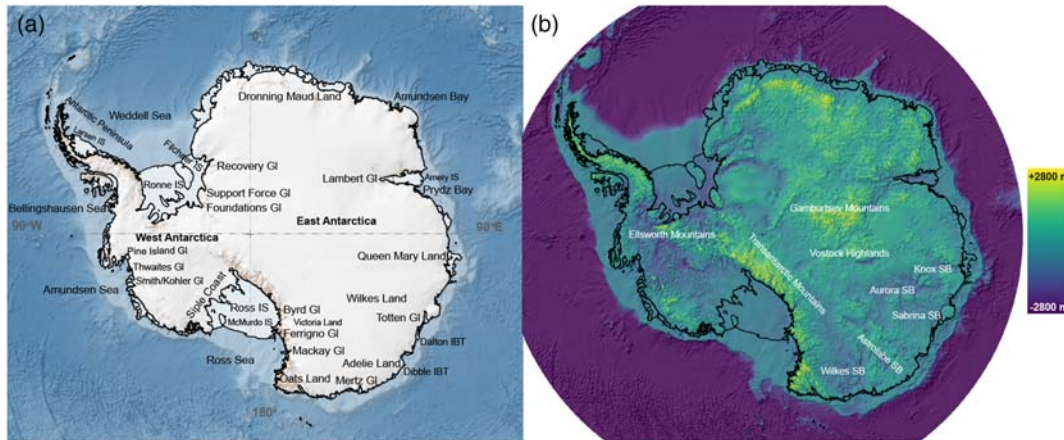 (a)
0°
Dronning Maud Land
Amundsen Bay
Weddell Sea
Antarctic Peninsula
Larsen IS
Filchner IS
Recovery Gl
Lambert Gl
Amery IS
Prydz Bay
Ronne IS
Support Force Gl
Foundations Gl
Bellingshausen Sea
90°W
East Antarctica
90°E
West Antarctica
Pine Island Gl
Queen Mary Land
Thwaites Gl
Smith/Kohler Gl
Amundsen Sea
Siple Coast
Ross IS
Byrd Gl
Wilkes Land
McMurdo IS
Victoria Land
Totten Gl
Ferrigno GI
Dalton IBT
Ross Sea
Mackay Gl
Adelie Land
Dibble IBT
Oats Land
Mertz Gl
180°
(b)
+2800 m
Gamburtsey Mountains
Ellsworth Mountains
Transantarctic Mountains
Vostock Highlands
Knox SB
Aurora SB
Sabrina SB
-2800 m
Astrolabe SB
Wilkes SB